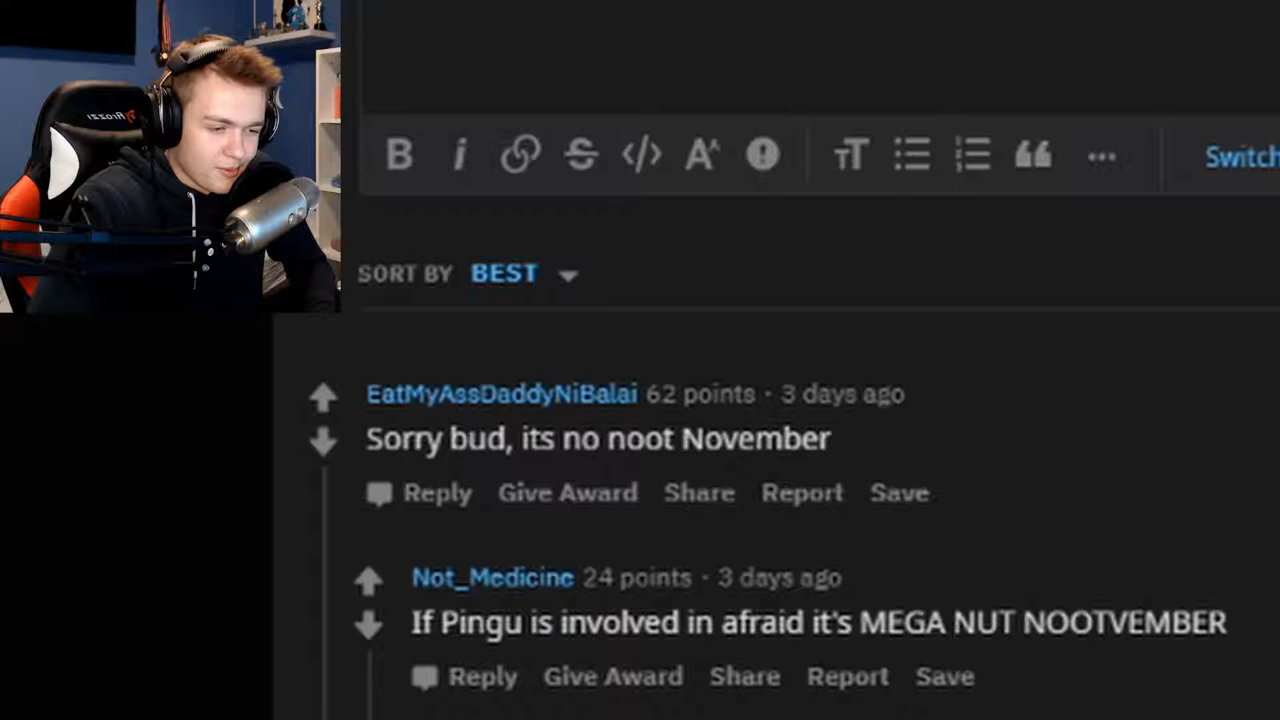 B i S </> A^ ! TT ❝❝ ...
Switch
SORT BY BEST
EatMyAssDaddyNiBalai 62 points · 3 days ago
Sorry bud, its no noot November
Reply Give Award Share Report Save
Not_Medicine 24 points · 3 days ago
If Pingu is involved in afraid it's MEGA NUT NOOTVEMBER
Reply Give Award Share Report Save